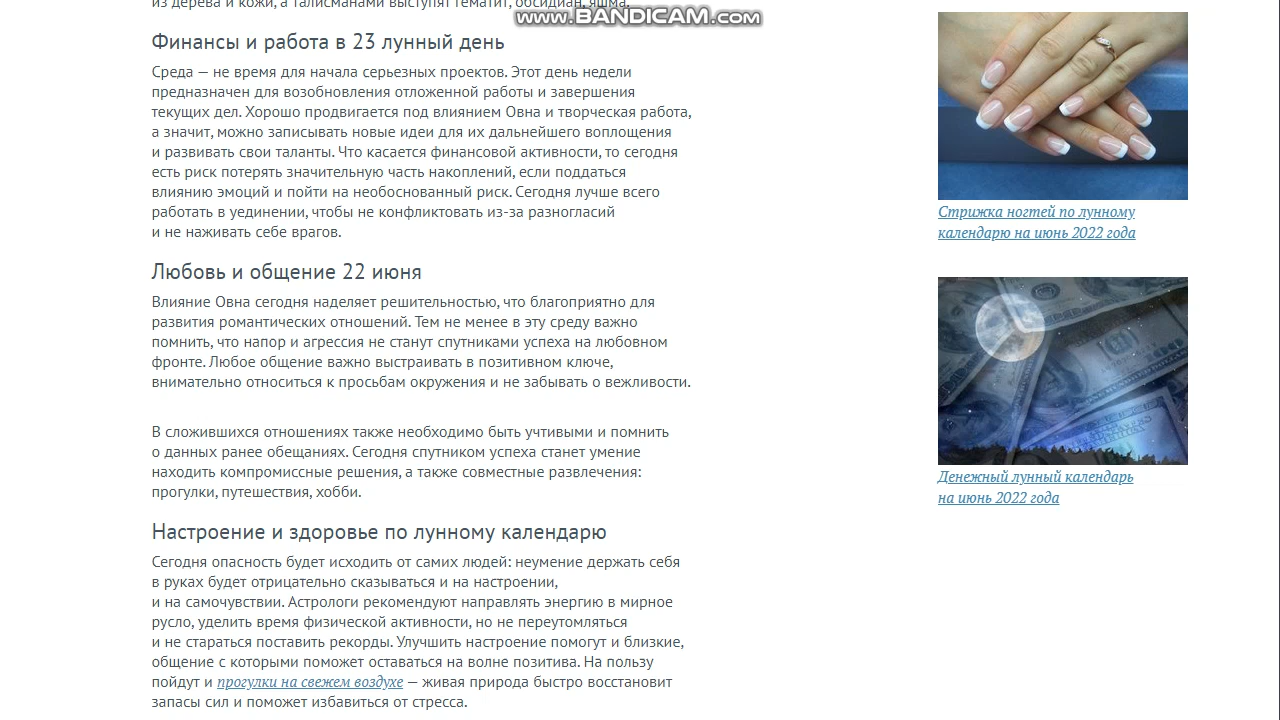 из дерева и кожи, а талисманами выступят гематит, обсидиан, яшма.
www.BANDICAM.com
Финансы и работа в 23 лунный день
Среда — не время для начала серьезных проектов. Этот день недели
предназначен для возобновления отложенной работы и завершения
текущих дел. Хорошо продвигается под влиянием Овна и творческая работа,
а значит, можно записывать новые идеи для их дальнейшего воплощения
и развивать свои таланты. Что касается финансовой активности, то сегодня
есть риск потерять значительную часть накоплений, если поддаться
влиянию эмоций и пойти на необоснованный риск. Сегодня лучше всего
работать в уединении, чтобы не конфликтовать из-за разногласий
и не наживать себе врагов.
Любовь и общение 22 июня
Влияние Овна сегодня наделяет решительностью, что благоприятно для
развития романтических отношений. Тем не менее в эту среду важно
помнить, что напор и агрессия не станут спутниками успеха на любовном
фронте. Любое общение важно выстраивать в позитивном ключе,
внимательно относиться к просьбам окружения и не забывать о вежливости.
В сложившихся отношениях также необходимо быть учтивыми и помнить
о данных ранее обещаниях. Сегодня спутником успеха станет умение
находить компромиссные решения, а также совместные развлечения:
прогулки, путешествия, хобби.
Настроение и здоровье по лунному календарю
Сегодня опасность будет исходить от самих людей: неумение держать себя
в руках будет отрицательно сказываться и на настроении,
и на самочувствии. Астрологи рекомендуют направлять энергию в мирное
русло, уделить время физической активности, но не переутомляться
и не стараться поставить рекорды. Улучшить настроение помогут и близкие,
общение с которыми поможет оставаться на волне позитива. На пользу
пойдут и прогулки на свежем воздухе — живая природа быстро восстановит
запасы сил и поможет избавиться от стресса.
Стрижка ногтей по лунному
календарю на июнь 2022 года
Денежный лунный календарь
на июнь 2022 года